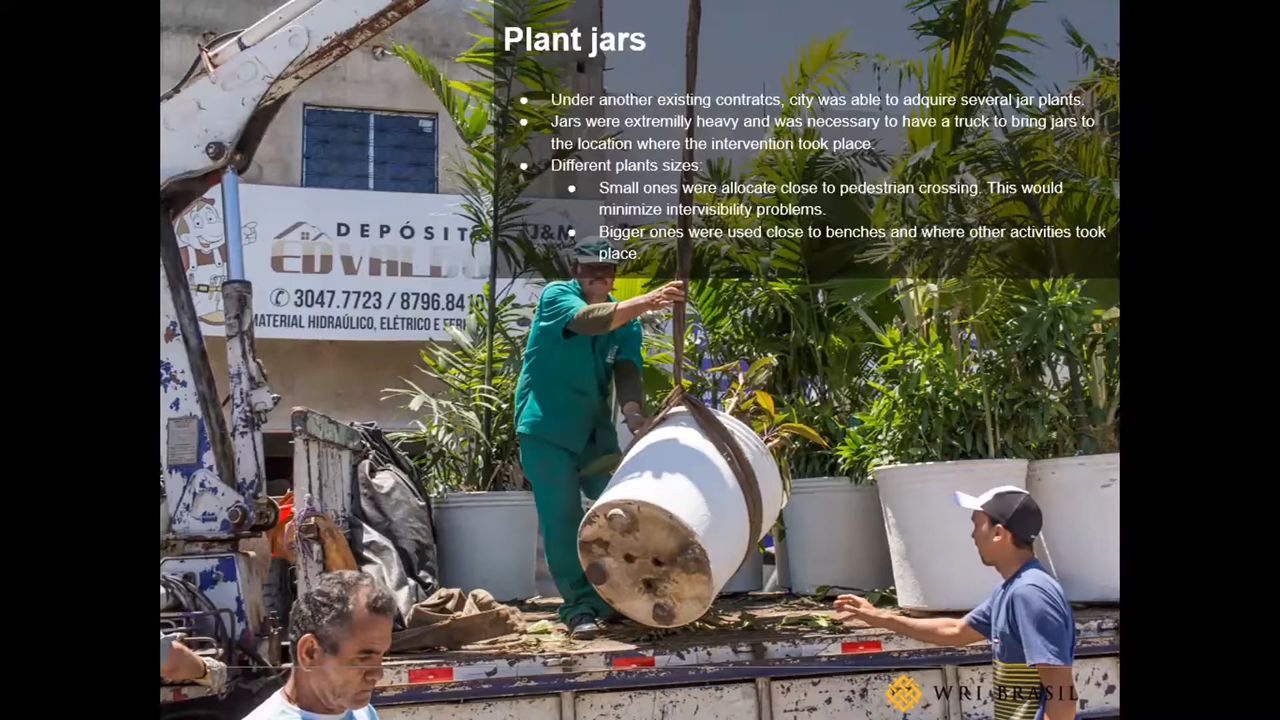 Plant jars
● Under another existing contratcs, city was able to adquire several jar plants.
● Jars were extremilly heavy and was necessary to have a truck to bring jars to
the location where the intervention took place.
● Different plants sizes:
● Small ones were allocate close to pedestrian crossing. This would
minimize intervisibility problems.
● Bigger ones were used close to benches and where other activities took
place.
DEPÓSITO J&M
EDVALDO
✆ 3047.7723 / 8796.841
MATERIAL HIDRAÚLICO, ELÉTRICO E
WRI BRASIL